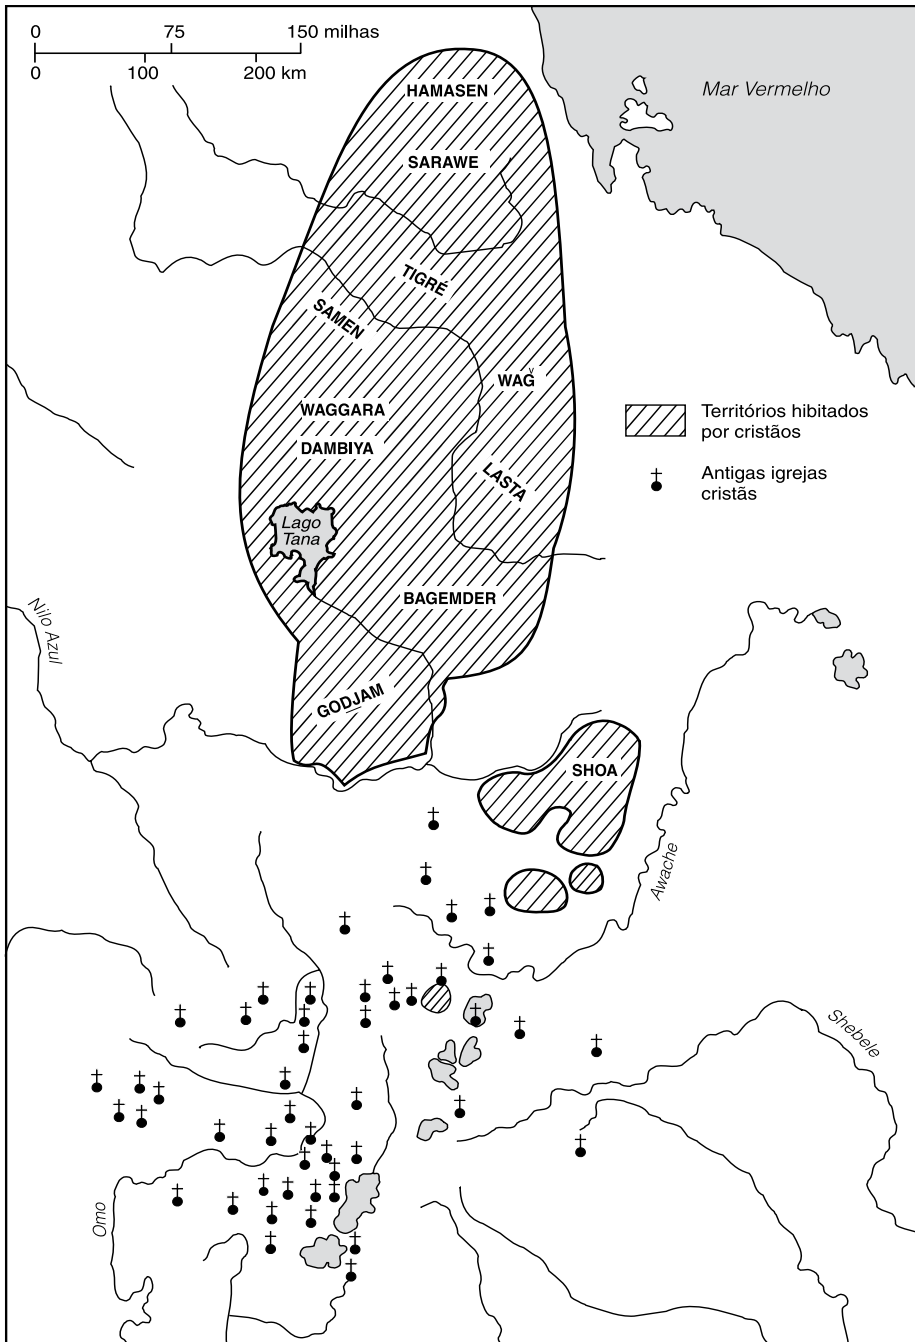 0 75 150 milhas
0 100 200 km
Mar Vermelho
HAMASEN
SARAWE
TIGRÉ
SAMEN
WAǦ
WAGGARA
DAMBIYA
LASTA
Territórios hibitados
por cristãos
Antigas igrejas
cristãs
Lago
Tana
BAGEMDER
Nilo Azul
GODJAM
SHOA
Awache
Shebele
Omo